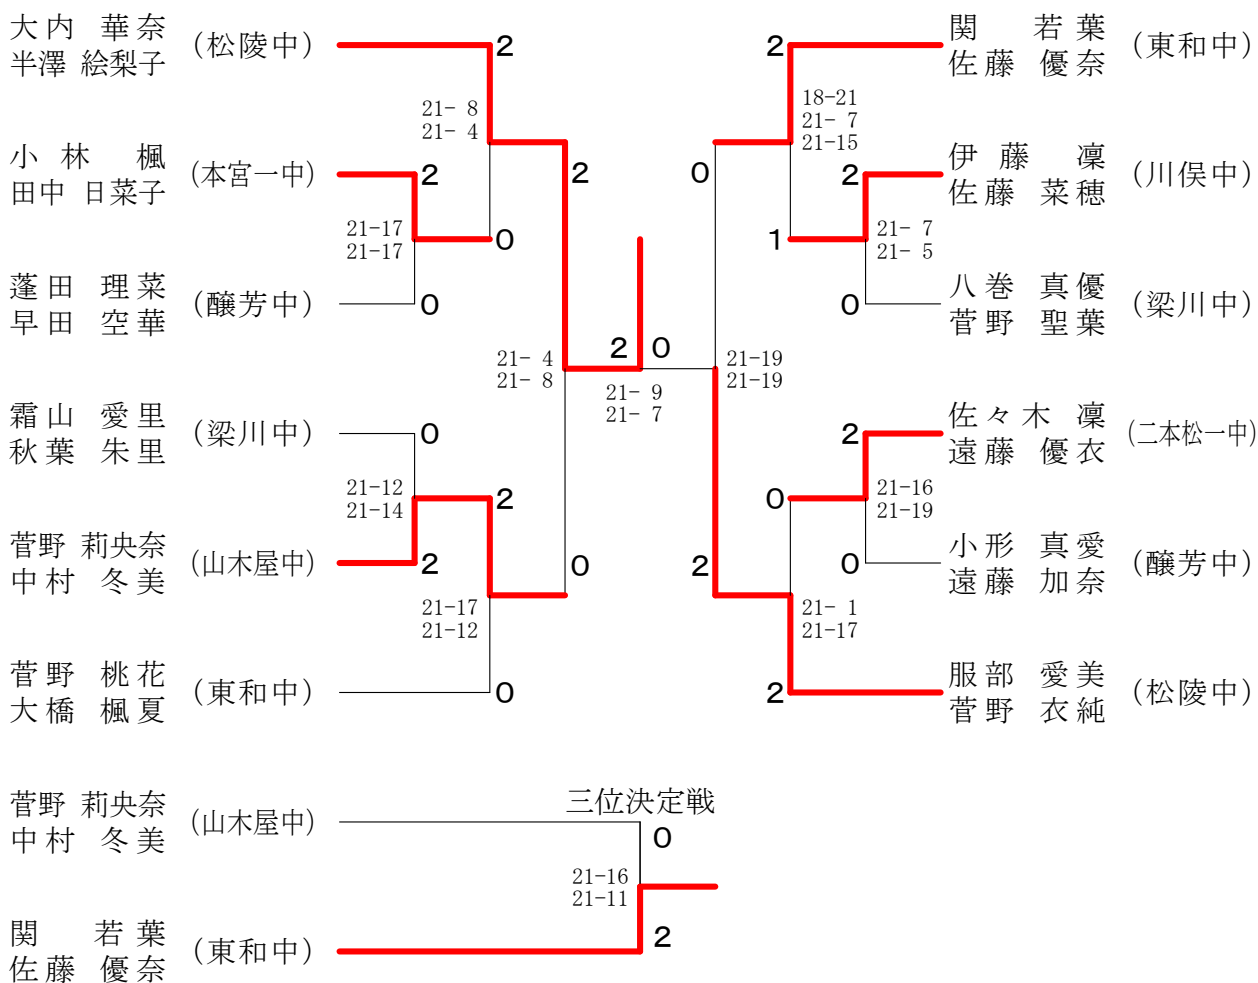 大内 華奈
半澤 絵梨子
(松陵中)
2
21- 8
21- 4
小林 楓
田中 日菜子
(本宮一中)
2
21-17
21-17
0
蓬田 理菜
早田 空華
(醸芳中)
0
2
21- 4
21- 8
霜山 愛里
秋葉 朱里
(梁川中)
0
21-12
21-14
2
菅野 莉央奈
中村 冬美
(山木屋中)
2
0
21-17
21-12
菅野 桃花
大橋 楓夏
(東和中)
0
2
0
21- 9
21- 7
関 若葉
佐藤 優奈
(東和中)
2
18-21
21- 7
21-15
0
伊藤 凜
佐藤 菜穂
(川俣中)
2
1
21- 7
21- 5
八巻 真優
菅野 聖葉
(梁川中)
0
21-19
21-19
佐々木 凜
遠藤 優衣
(二本松一中)
2
0
21-16
21-19
小形 真愛
遠藤 加奈
(醸芳中)
0
2
21- 1
21-17
服部 愛美
菅野 衣純
(松陵中)
2
三位決定戦
菅野 莉央奈
中村 冬美
(山木屋中)
0
21-16
21-11
関 若葉
佐藤 優奈
(東和中)
2